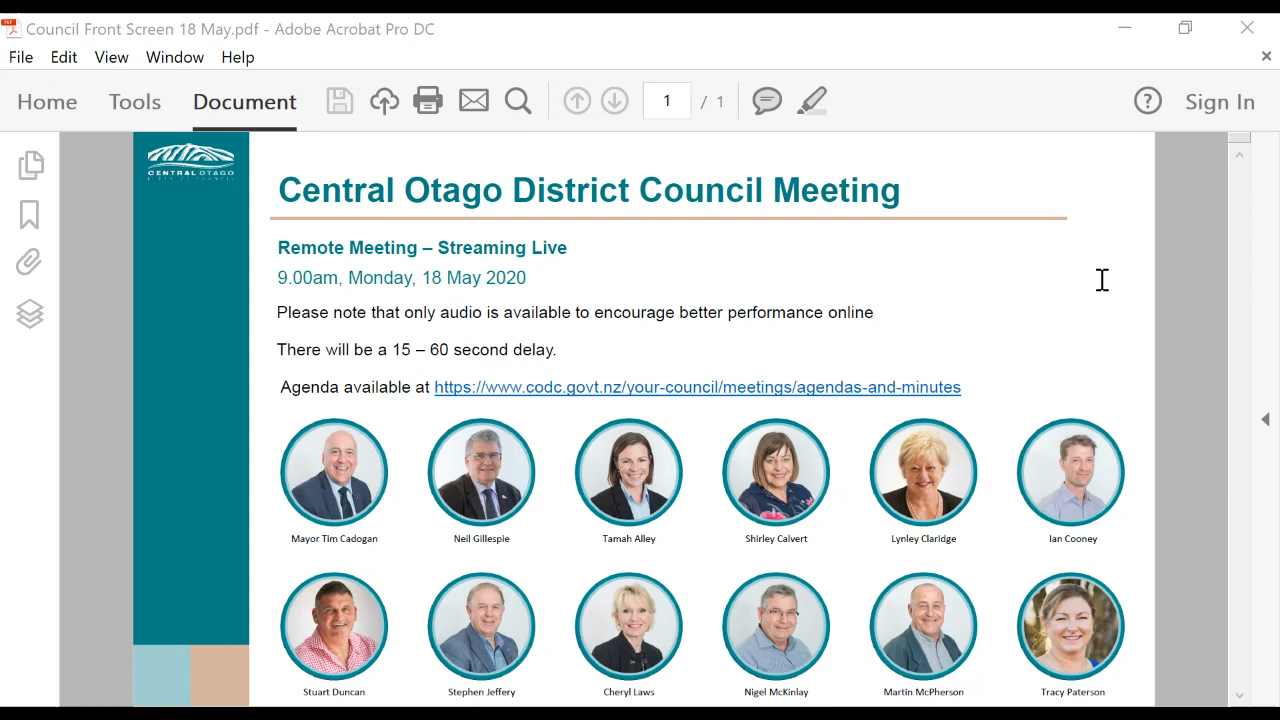 Council Front Screen 18 May.pdf - Adobe Acrobat Pro DC
File Edit View Window Help
Home Tools Document 1 / 1 Sign In
CENTRAL OTAGO
Central Otago District Council Meeting
Remote Meeting – Streaming Live
9.00am, Monday, 18 May 2020
Please note that only audio is available to encourage better performance online
There will be a 15 – 60 second delay.
Agenda available at https://www.codc.govt.nz/your-council/meetings/agendas-and-minutes
Mayor Tim Cadogan Neil Gillespie Tamah Alley Shirley Calvert Lynley Claridge Ian Cooney
Stuart Duncan Stephen Jeffery Cheryl Laws Nigel McKinlay Martin McPherson Tracy Paterson